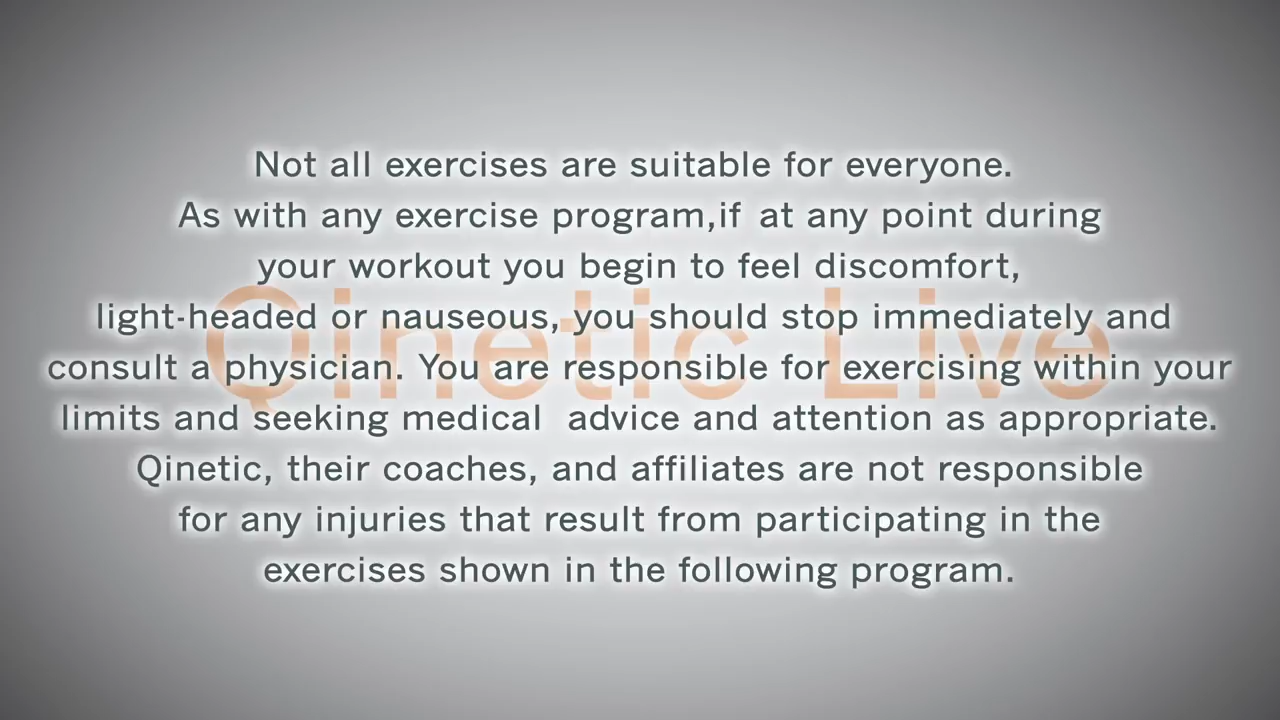 Not all exercises are suitable for everyone.
As with any exercise program,if at any point during
your workout you begin to feel discomfort,
light-headed or nauseous, you should stop immediately and
Qinetic Live
consult a physician. You are responsible for exercising within your
limits and seeking medical  advice and attention as appropriate.
Qinetic, their coaches, and affiliates are not responsible
for any injuries that result from participating in the
exercises shown in the following program.